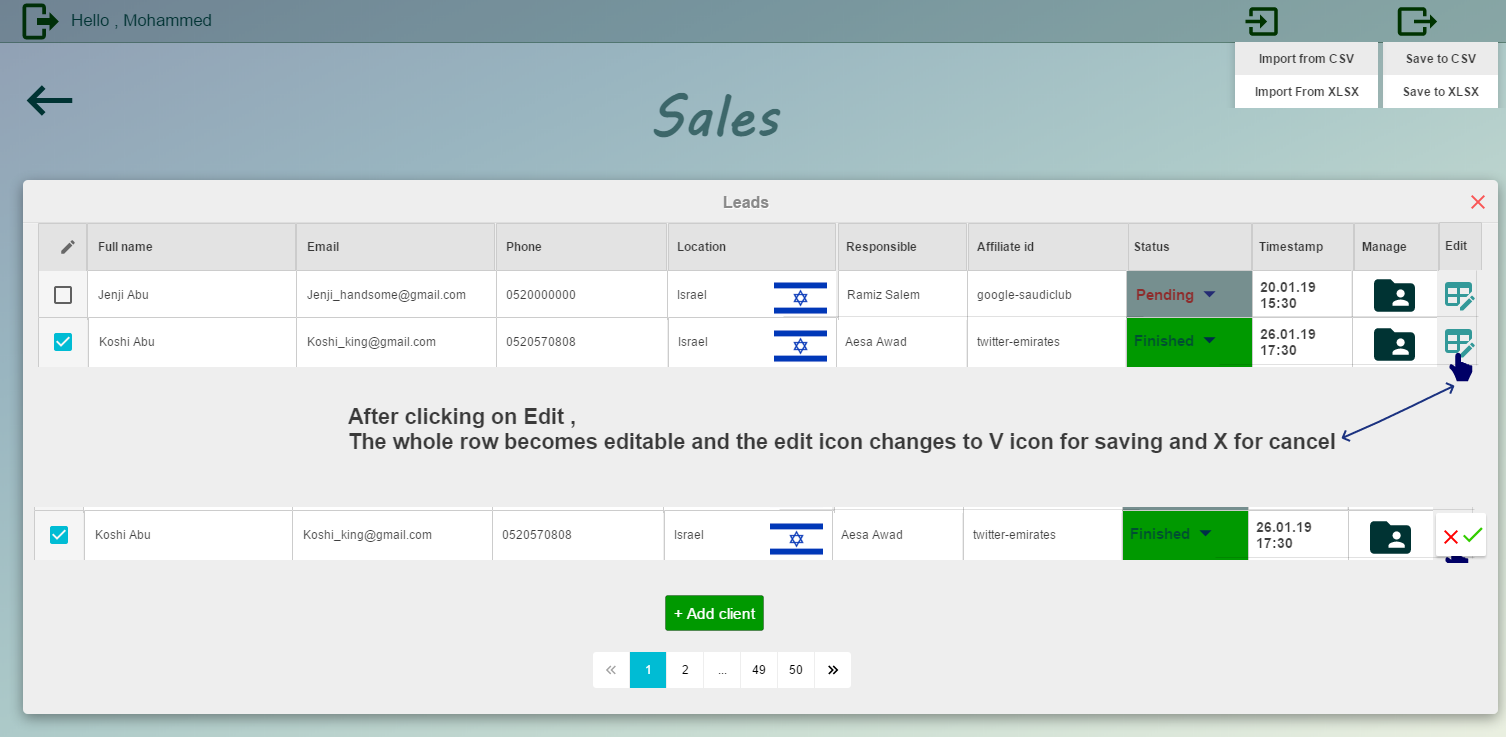 Hello , Mohammed
Import from CSV
Save to CSV
Import From XLSX
Save to XLSX
Sales
Leads
Full name Email Phone Location Responsible Affiliate id Status Timestamp Manage Edit
Jenji Abu Jenji_handsome@gmail.com 0520000000 Israel Ramiz Salem google-saudiclub Pending 20.01.19
15:30
Koshi Abu Koshi_king@gmail.com 0520570808 Israel Aesa Awad twitter-emirates Finished 26.01.19
17:30
After clicking on Edit ,
The whole row becomes editable and the edit icon changes to V icon for saving and X for cancel
Koshi Abu Koshi_king@gmail.com 0520570808 Israel Aesa Awad twitter-emirates Finished 26.01.19
17:30
+ Add client
« 1 2 ... 49 50 »